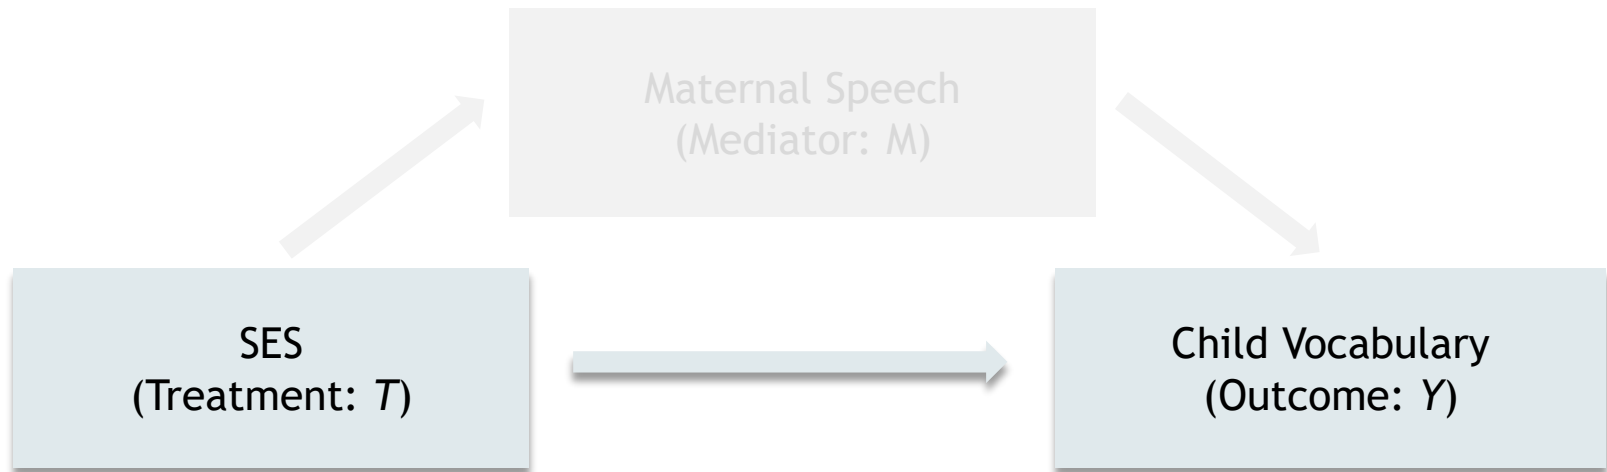 Maternal Speech
(Mediator: M)
SES
(Treatment: T)
Child Vocabulary
(Outcome: Y)